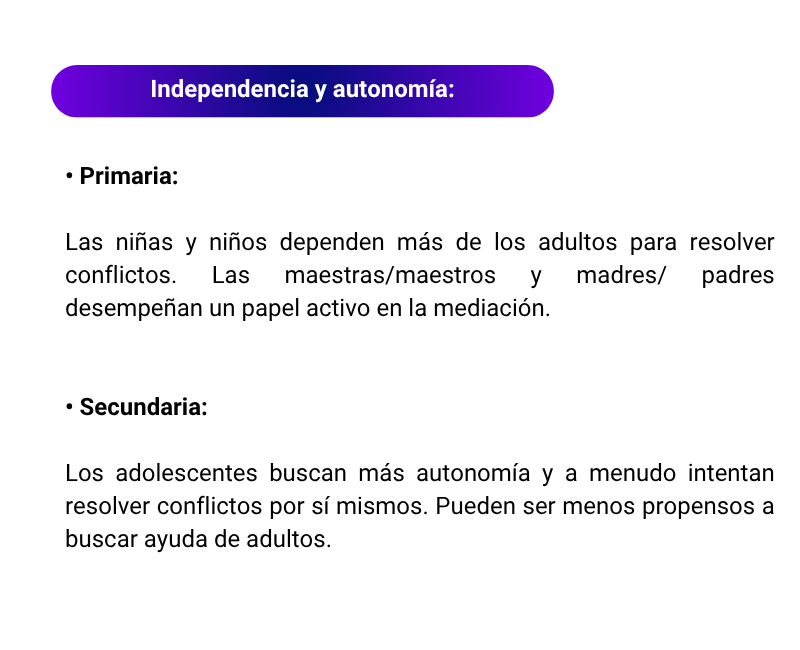 Independencia y autonomía:
• Primaria:
Las niñas y niños dependen más de los adultos para resolver
conflictos. Las maestras/maestros y madres/ padres
desempeñan un papel activo en la mediación.
• Secundaria:
Los adolescentes buscan más autonomía y a menudo intentan
resolver conflictos por sí mismos. Pueden ser menos propensos a
buscar ayuda de adultos.